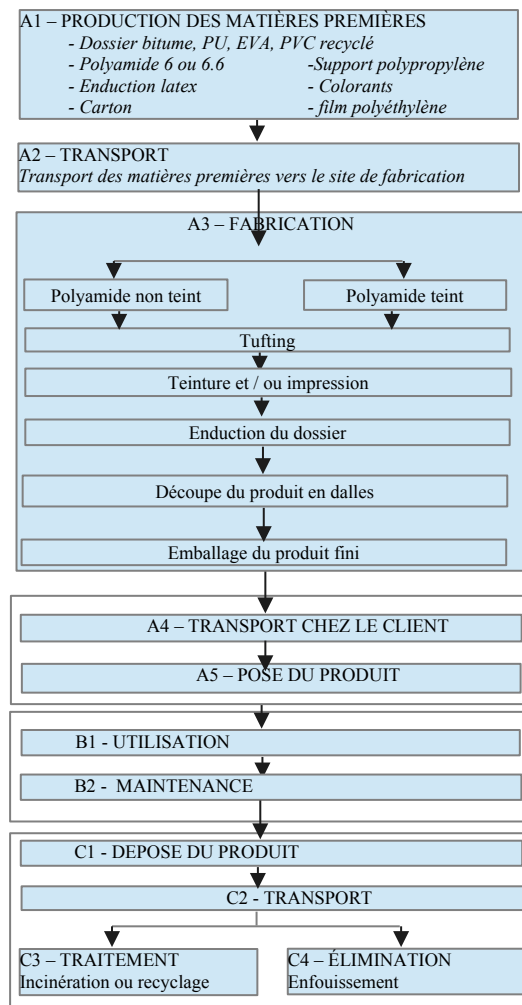 A1 – PRODUCTION DES MATIÈRES PREMIÈRES
- Dossier bitume, PU, EVA, PVC recyclé
- Polyamide 6 ou 6.6 -Support polypropylène
- Enduction latex - Colorants
- Carton - film polyéthylène
A2 – TRANSPORT
Transport des matières premières vers le site de fabrication
A3 – FABRICATION
Polyamide non teint Polyamide teint
Tufting
Teinture et / ou impression
Enduction du dossier
Découpe du produit en dalles
Emballage du produit fini
A4 – TRANSPORT CHEZ LE CLIENT
A5 – POSE DU PRODUIT
B1 - UTILISATION
B2 - MAINTENANCE
C1 - DEPOSE DU PRODUIT
C2 - TRANSPORT
C3 – TRAITEMENT
Incinération ou recyclage
C4 – ÉLIMINATION
Enfouissement